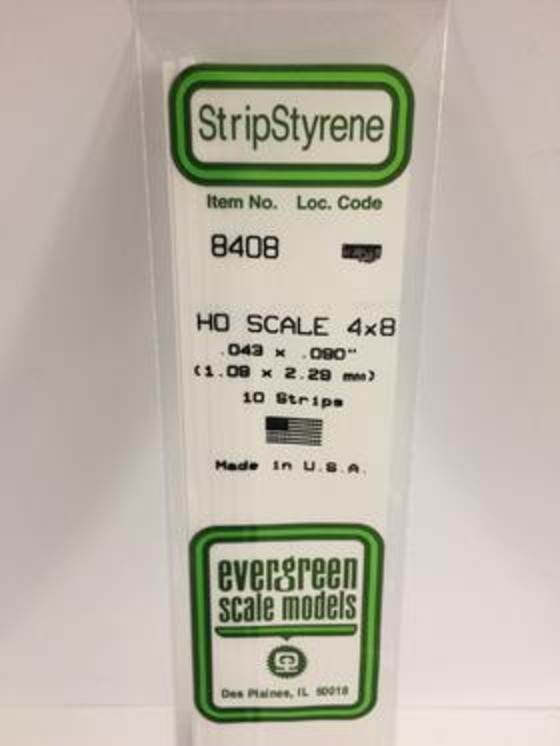 StripStyrene
Item No. Loc. Code
8408
HO SCALE 4x8
.043 x .090"
(1.09 x 2.29 mm)
10 Strips
Made in U.S.A.
evergreen
scale models
Des Plaines, IL 60018